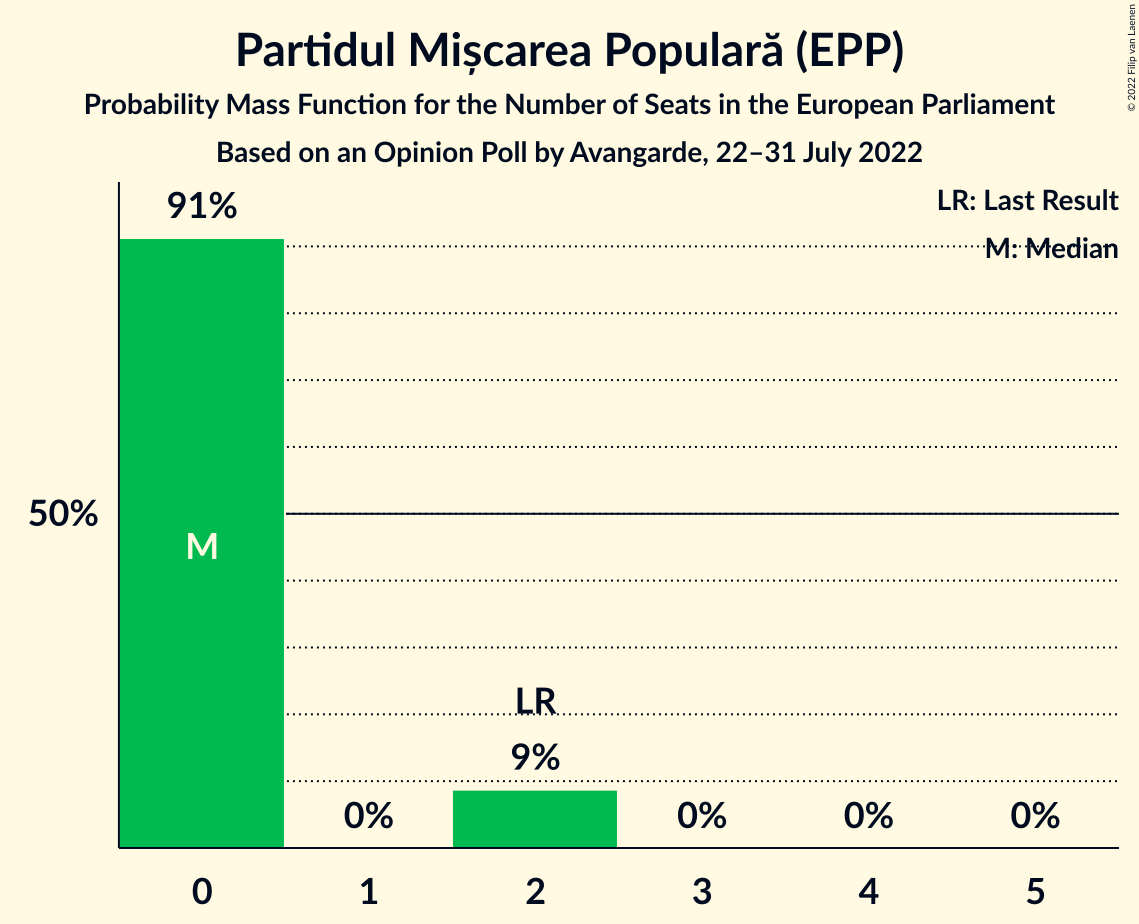 Partidul Mișcarea Populară (EPP)
Probability Mass Function for the Number of Seats in the European Parliament
Based on an Opinion Poll by Avangarde, 22–31 July 2022
© 2022 Filip van Laenen
LR: Last Result
M: Median
91%
50%
M
LR
9%
0% 0% 0% 0%
0 1 2 3 4 5